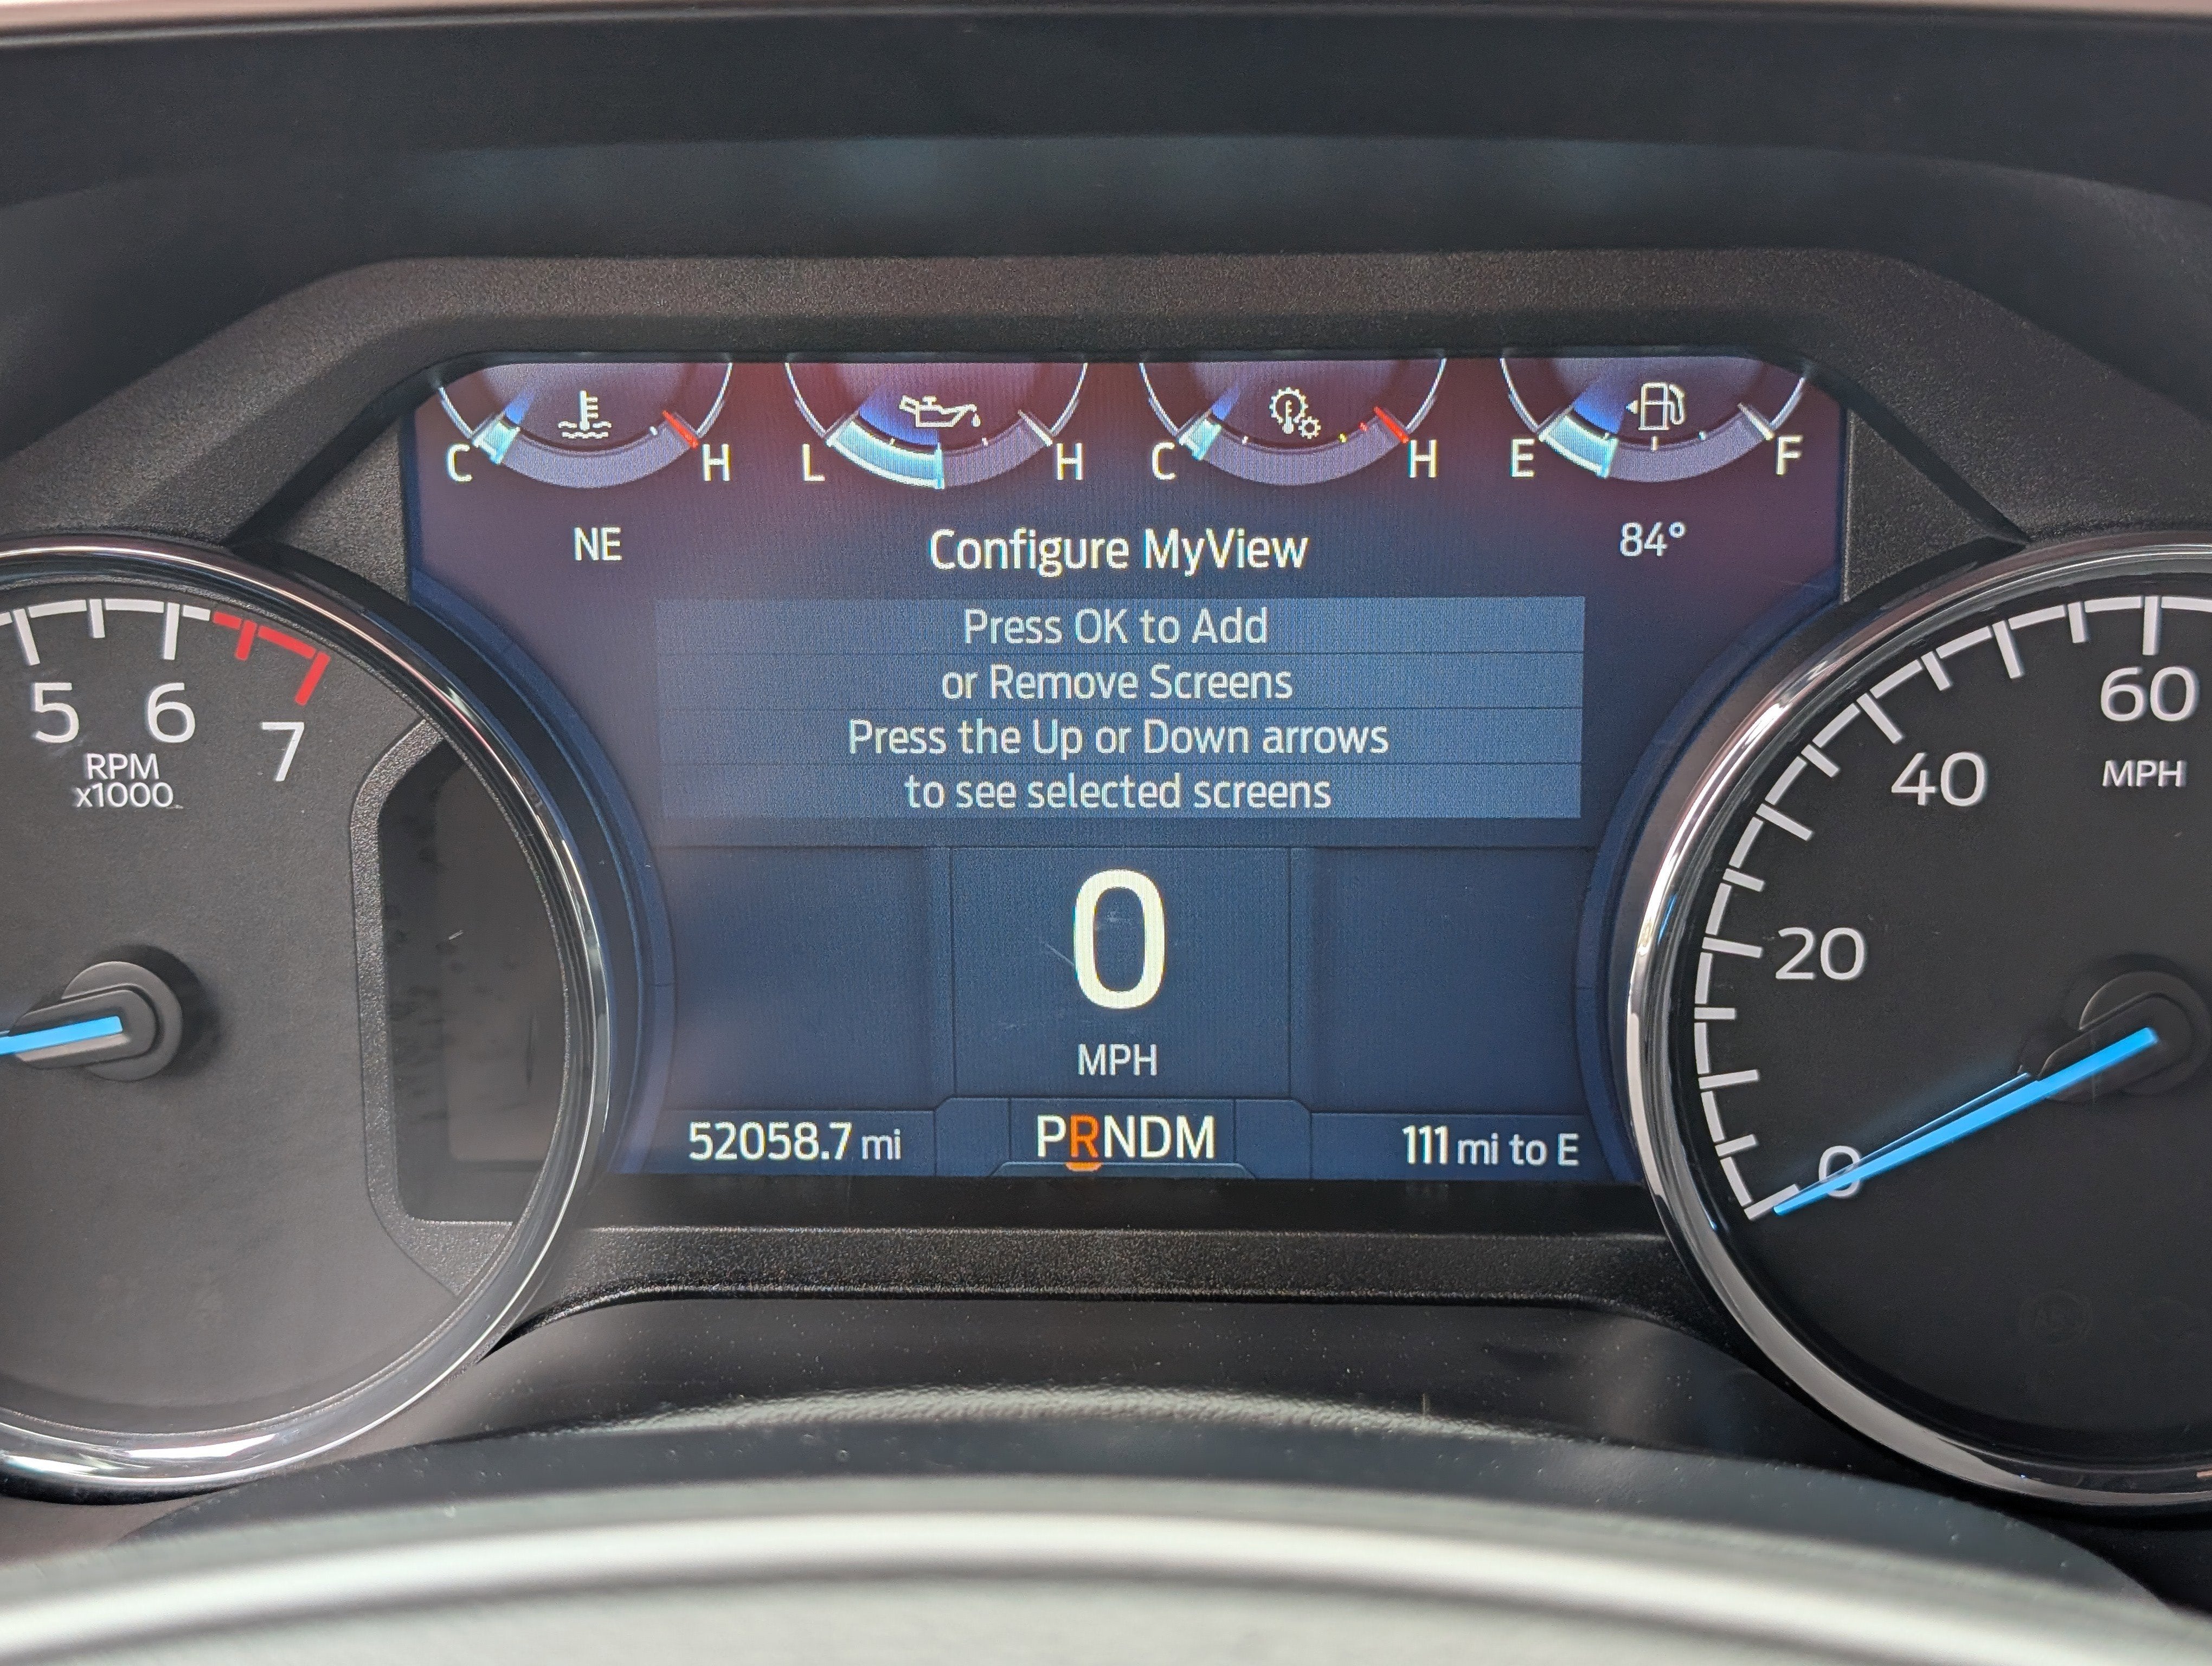 C H L H C H E F
NE
Configure MyView
84°
Press OK to Add
or Remove Screens
Press the Up or Down arrows
to see selected screens
0
MPH
52058.7 mi
PRNDM
111 mi to E
5 6 7
RPM
x1000
60
MPH
40
20
0